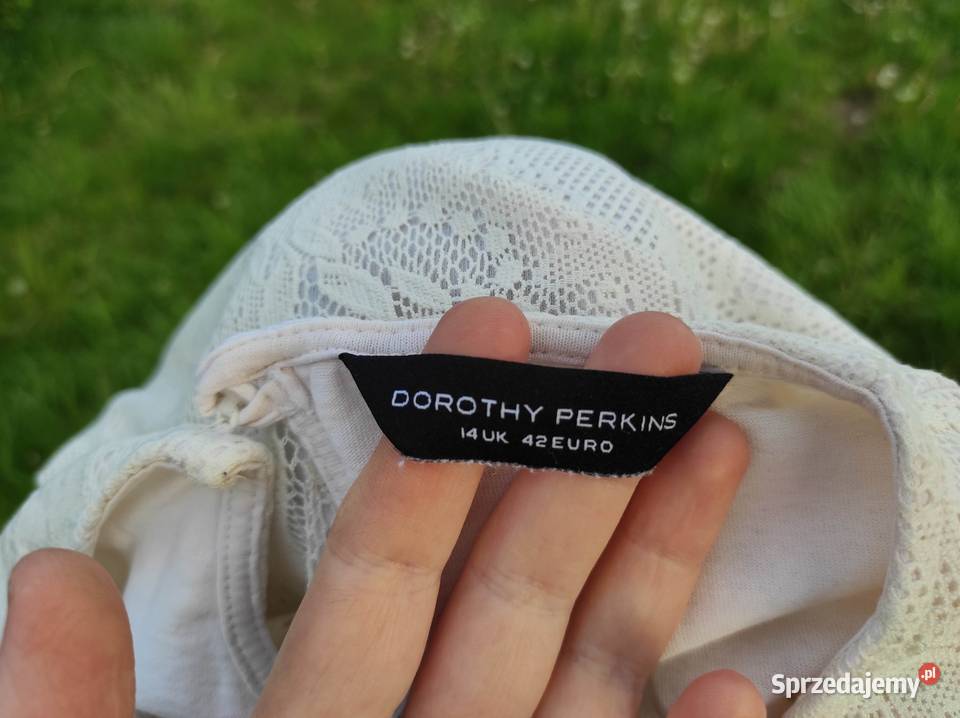 DOROTHY PERKINS
14UK 42EURO
Sprzedajemy.pl